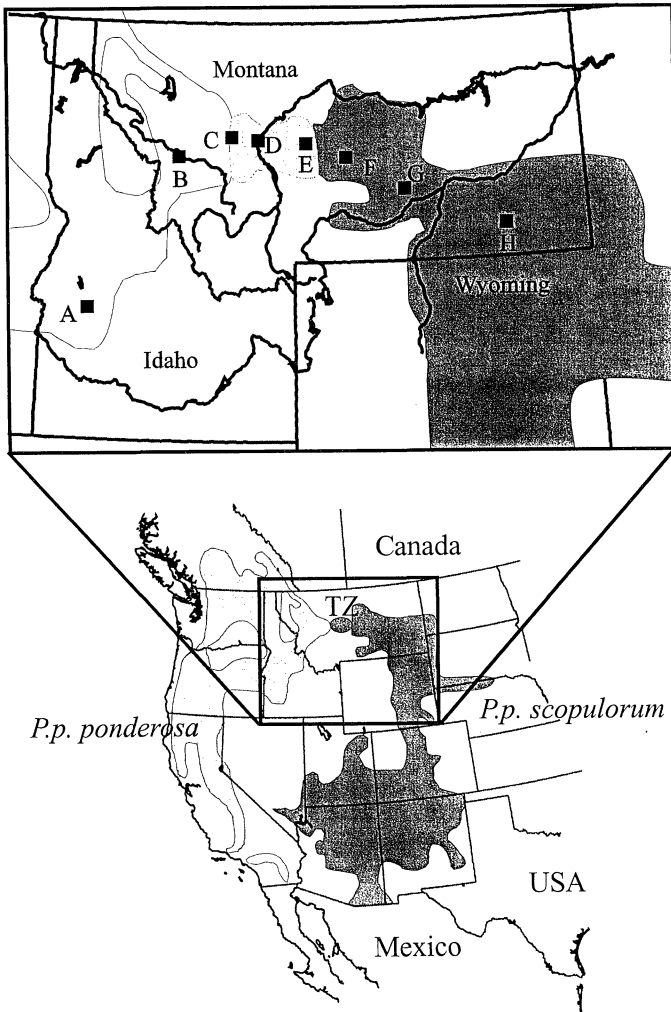 Montana
C
D
E
B
F
G
H
A
Wyoming
Idaho
Canada
TZ
P.p. ponderosa
P.p. scopulorum
USA
Mexico